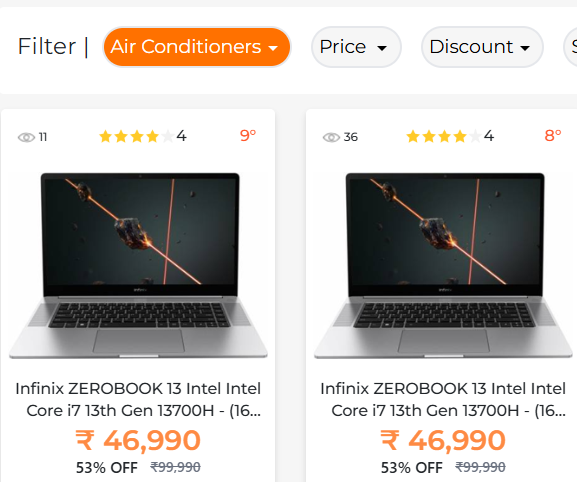 Filter | Air Conditioners Price Discount
11 4 9° 36 4 8°
Infinix ZEROBOOK 13 Intel Intel
Core i7 13th Gen 13700H - (16...
₹ 46,990
53% OFF ₹99,990
Infinix ZEROBOOK 13 Intel Intel
Core i7 13th Gen 13700H - (16...
₹ 46,990
53% OFF ₹99,990